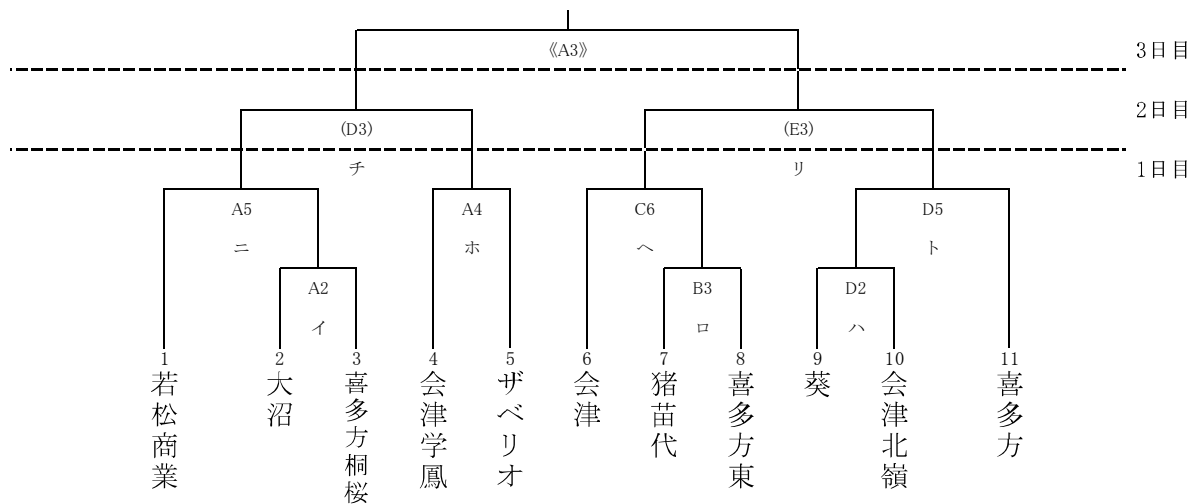 《A3》
3日目
2日目
(D3)
(E3)
チ
リ
1日目
A5
A4
C6
D5
ニ
ホ
ヘ
ト
A2
B3
D2
イ
ロ
ハ
1
2
3
4
5
6
7
8
9
10
11
若松商業
大沼
喜多方桐桜
会津学鳳
ザベリオ
会津
猪苗代
喜多方東
葵
会津北嶺
喜多方